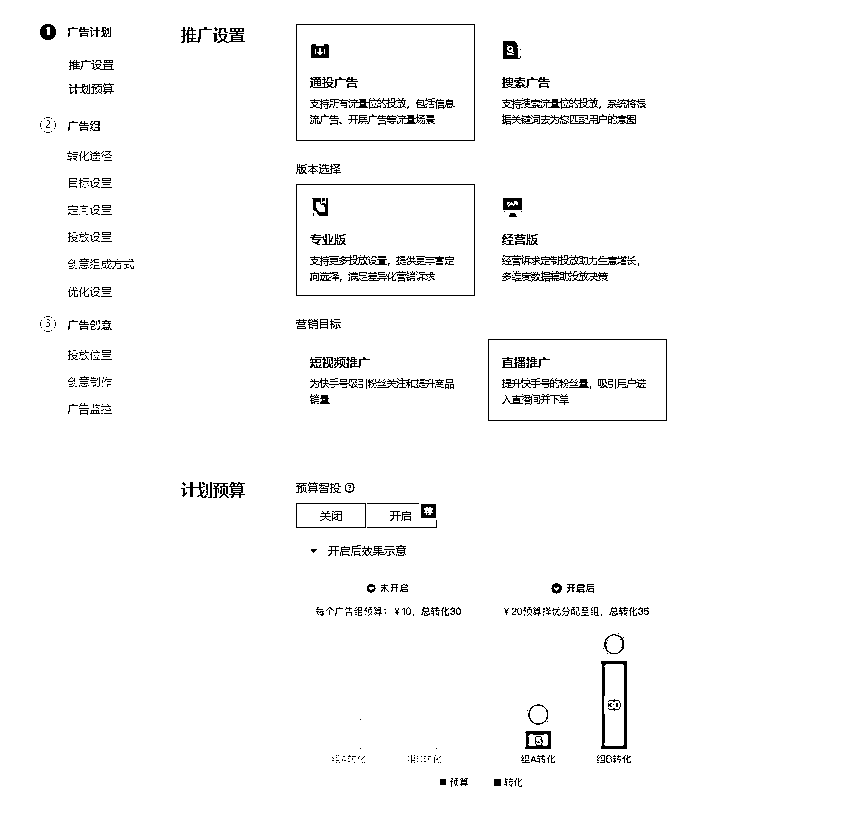 1 广告计划
推广设置
计划预算
2 广告组
转化途径
目标设置
定向设置
投放设置
创意组成方式
优化设置
3 广告创意
投放位置
创意制作
广告监控
推广设置
通投广告
支持所有流量位的投放，包括信息
流广告、开屏广告等流量场景
搜索广告
支持搜索流量位的投放，系统将根
据关键词去为您匹配用户的意图
版本选择
专业版
支持更多投放设置，提供更丰富定
向选择，满足差异化营销诉求
经营版
经营诉求定制投放助力生意增长，
多维度数据辅助投放决策
营销目标
短视频推广
为快手号吸引粉丝关注和提升商品
销量
直播推广
提升快手号的粉丝量，吸引用户进
入直播间并下单
计划预算
预算智投
关闭
开启
荐
开启后效果示意
未开启
每个广告组预算：￥10，总转化30
开启后
￥20预算择优分配至组，总转化35
组A转化
组B转化
组A转化
组B转化
预算
转化